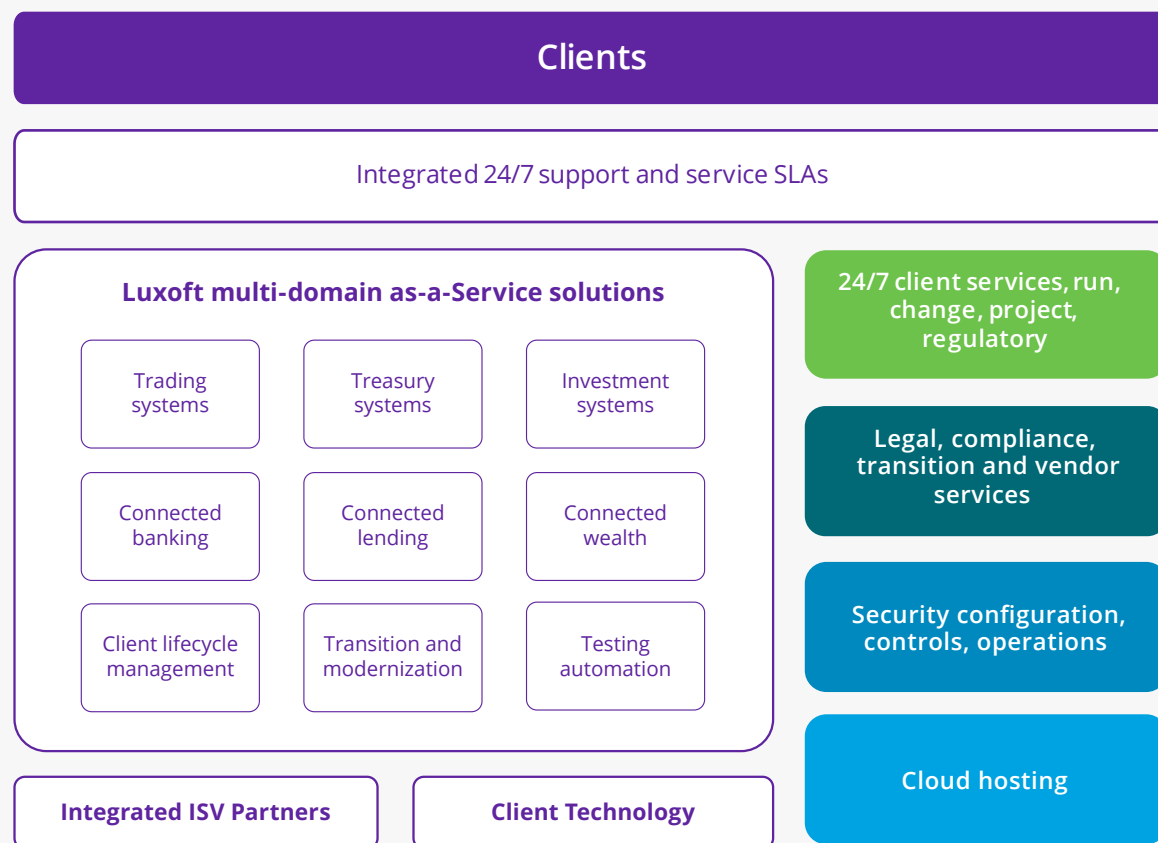 Clients
Integrated 24/7 support and service SLAs
Luxoft multi-domain as-a-Service solutions
Trading
systems
Treasury
systems
Investment
systems
Connected
banking
Connected
lending
Connected
wealth
Client lifecycle
management
Transition and
modernization
Testing
automation
Integrated ISV Partners
Client Technology
24/7 client services, run,
change, project,
regulatory
Legal, compliance,
transition and vendor
services
Security configuration,
controls, operations
Cloud hosting